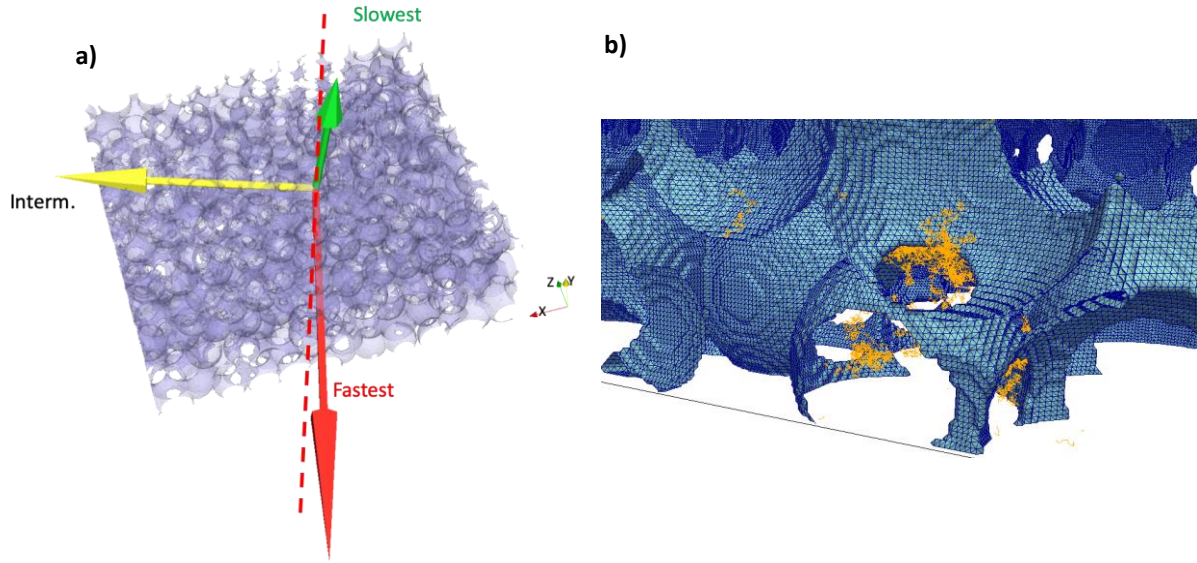 a)
Slowest
b)
Interm.
Z
Y
X
Fastest